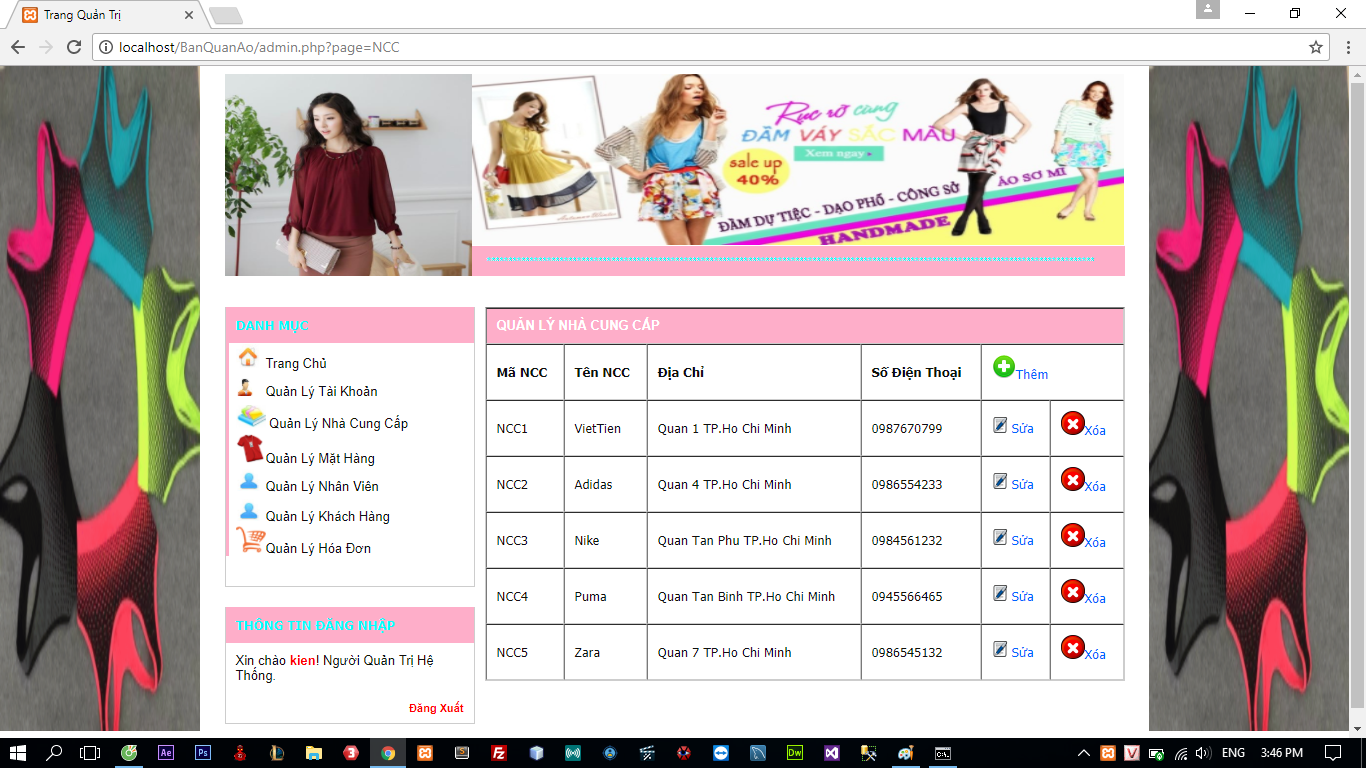 Trang Quản Trị
localhost/BanQuanAo/admin.php?page=NCC
Rực rỡ cùng
ĐẦM VÁY SẮC MÀU
Xem ngay
sale up
40%
ĐẦM DỰ TIỆC - DẠO PHỐ - CÔNG SỞ
ÁO SƠ MI
HANDMADE
DANH MỤC
Trang Chủ
Quản Lý Tài Khoản
Quản Lý Nhà Cung Cấp
Quản Lý Mặt Hàng
Quản Lý Nhân Viên
Quản Lý Khách Hàng
Quản Lý Hóa Đơn
THÔNG TIN ĐĂNG NHẬP
Xin chào kien! Người Quản Trị Hệ
Thống.
Đăng Xuất
QUẢN LÝ NHÀ CUNG CẤP
Mã NCC Tên NCC Địa Chỉ Số Điện Thoại Thêm
NCC1 VietTien Quan 1 TP.Ho Chi Minh 0987670799 Sửa Xóa
NCC2 Adidas Quan 4 TP.Ho Chi Minh 0986554233 Sửa Xóa
NCC3 Nike Quan Tan Phu TP.Ho Chi Minh 0984561232 Sửa Xóa
NCC4 Puma Quan Tan Binh TP.Ho Chi Minh 0945566465 Sửa Xóa
NCC5 Zara Quan 7 TP.Ho Chi Minh 0986545132 Sửa Xóa
ENG 3:46 PM